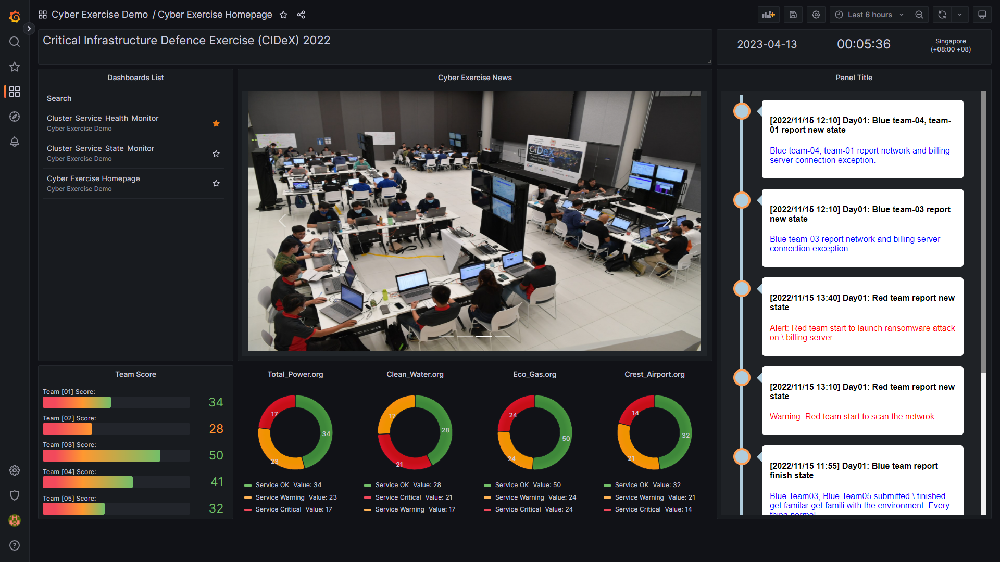 Cyber Exercise Demo / Cyber Exercise Homepage
Last 6 hours
Critical Infrastructure Defence Exercise (CIDeX) 2022
2023-04-13
00:05:36
Singapore
(+08:00 +08)
Dashboards List
Search
Cluster_Service_Health_Monitor
Cyber Exercise Demo
Cluster_Service_State_Monitor
Cyber Exercise Demo
Cyber Exercise Homepage
Cyber Exercise Demo
Cyber Exercise News
CIDeX
Critical Infrastructure
Defence Exercise 2022
Panel Title
[2022/11/15 12:10] Day01: Blue team-04, team-
01 report new state
Blue team-04, team-01 report network and billing
server connection exception.
[2022/11/15 12:10] Day01: Blue team-03 report
new state
Blue team-03 report network and billing server
connection exception.
[2022/11/15 13:40] Day01: Red team report new
state
Alert: Red team start to launch ransomware attack
on \ billing server.
[2022/11/15 13:10] Day01: Red team report new
state
Warning: Red team start to scan the netwrok.
[2022/11/15 11:55] Day01: Blue team report
finish state
Blue Team03, Blue Team05 submitted \ finished
get familar get famili with the environment. Every
thing normal
Team Score
Team [01] Score:
34
Team [02] Score:
28
Team [03] Score:
50
Team [04] Score:
41
Team [05] Score:
32
Total_Power.org
17
34
23
Service OK Value: 34
Service Warning Value: 23
Service Critical Value: 17
Clean_Water.org
17
28
21
Service OK Value: 28
Service Critical Value: 21
Service Warning Value: 17
Eco_Gas.org
24
50
24
Service OK Value: 50
Service Warning Value: 24
Service Critical Value: 24
Crest_Airport.org
14
32
21
Service OK Value: 32
Service Warning Value: 21
Service Critical Value: 14